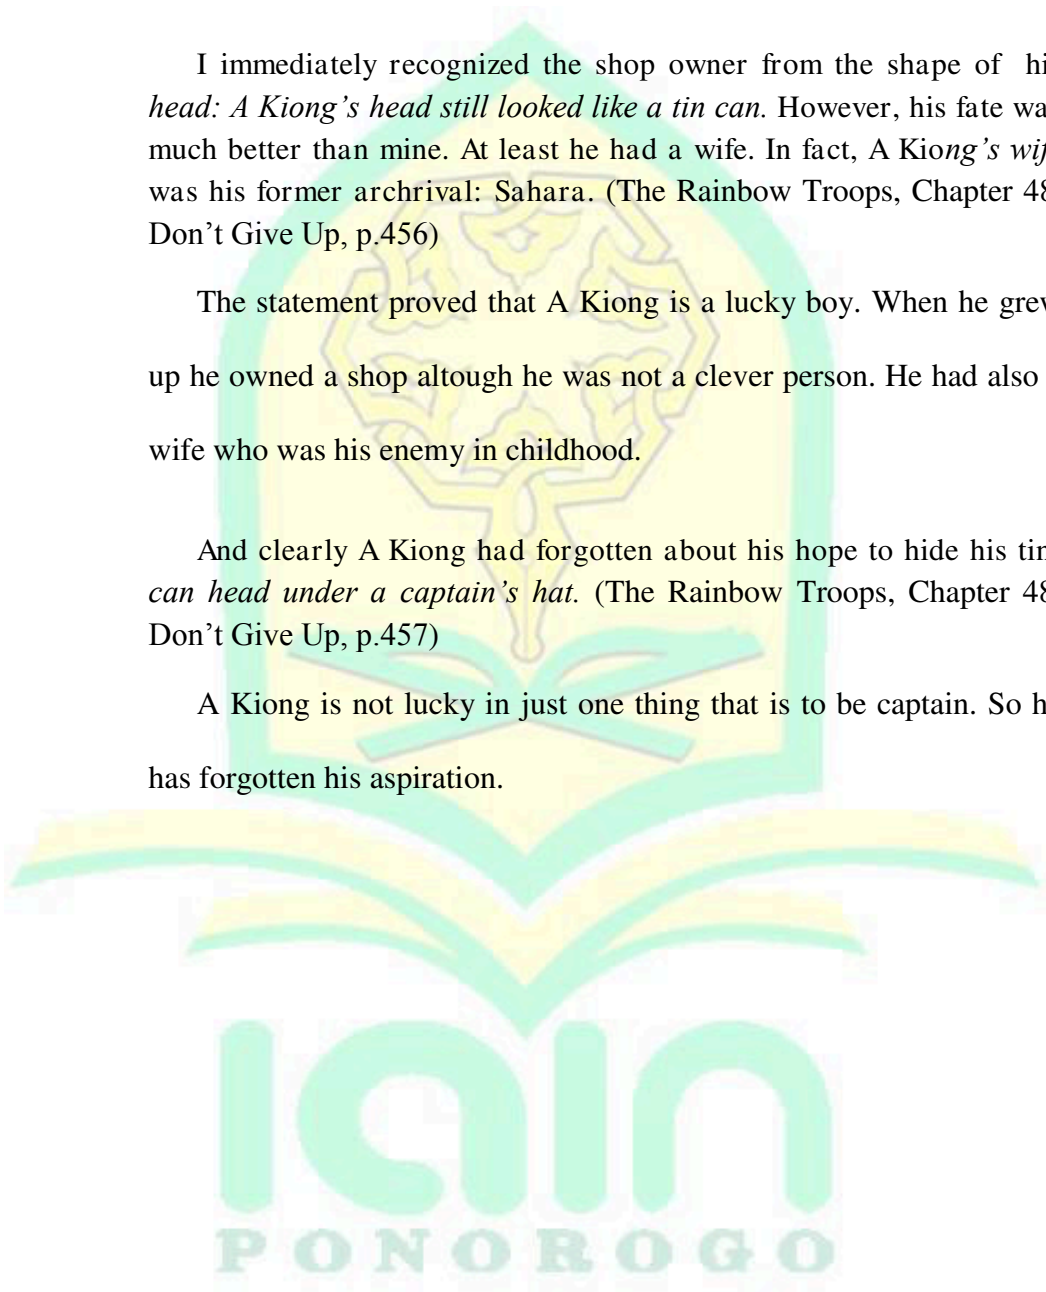 I immediately recognized the shop owner from the shape of hi
head: A Kiong’s head still looked like a tin can. However, his fate wa
much better than mine. At least he had a wife. In fact, A Kiong’s wif
was his former archrival: Sahara. (The Rainbow Troops, Chapter 48
Don’t Give Up, p.456)
The statement proved that A Kiong is a lucky boy. When he grew
up he owned a shop altough he was not a clever person. He had also
wife who was his enemy in childhood.
And clearly A Kiong had forgotten about his hope to hide his tin
can head under a captain’s hat. (The Rainbow Troops, Chapter 48
Don’t Give Up, p.457)
A Kiong is not lucky in just one thing that is to be captain. So h
has forgotten his aspiration.
iain
PONOROGO